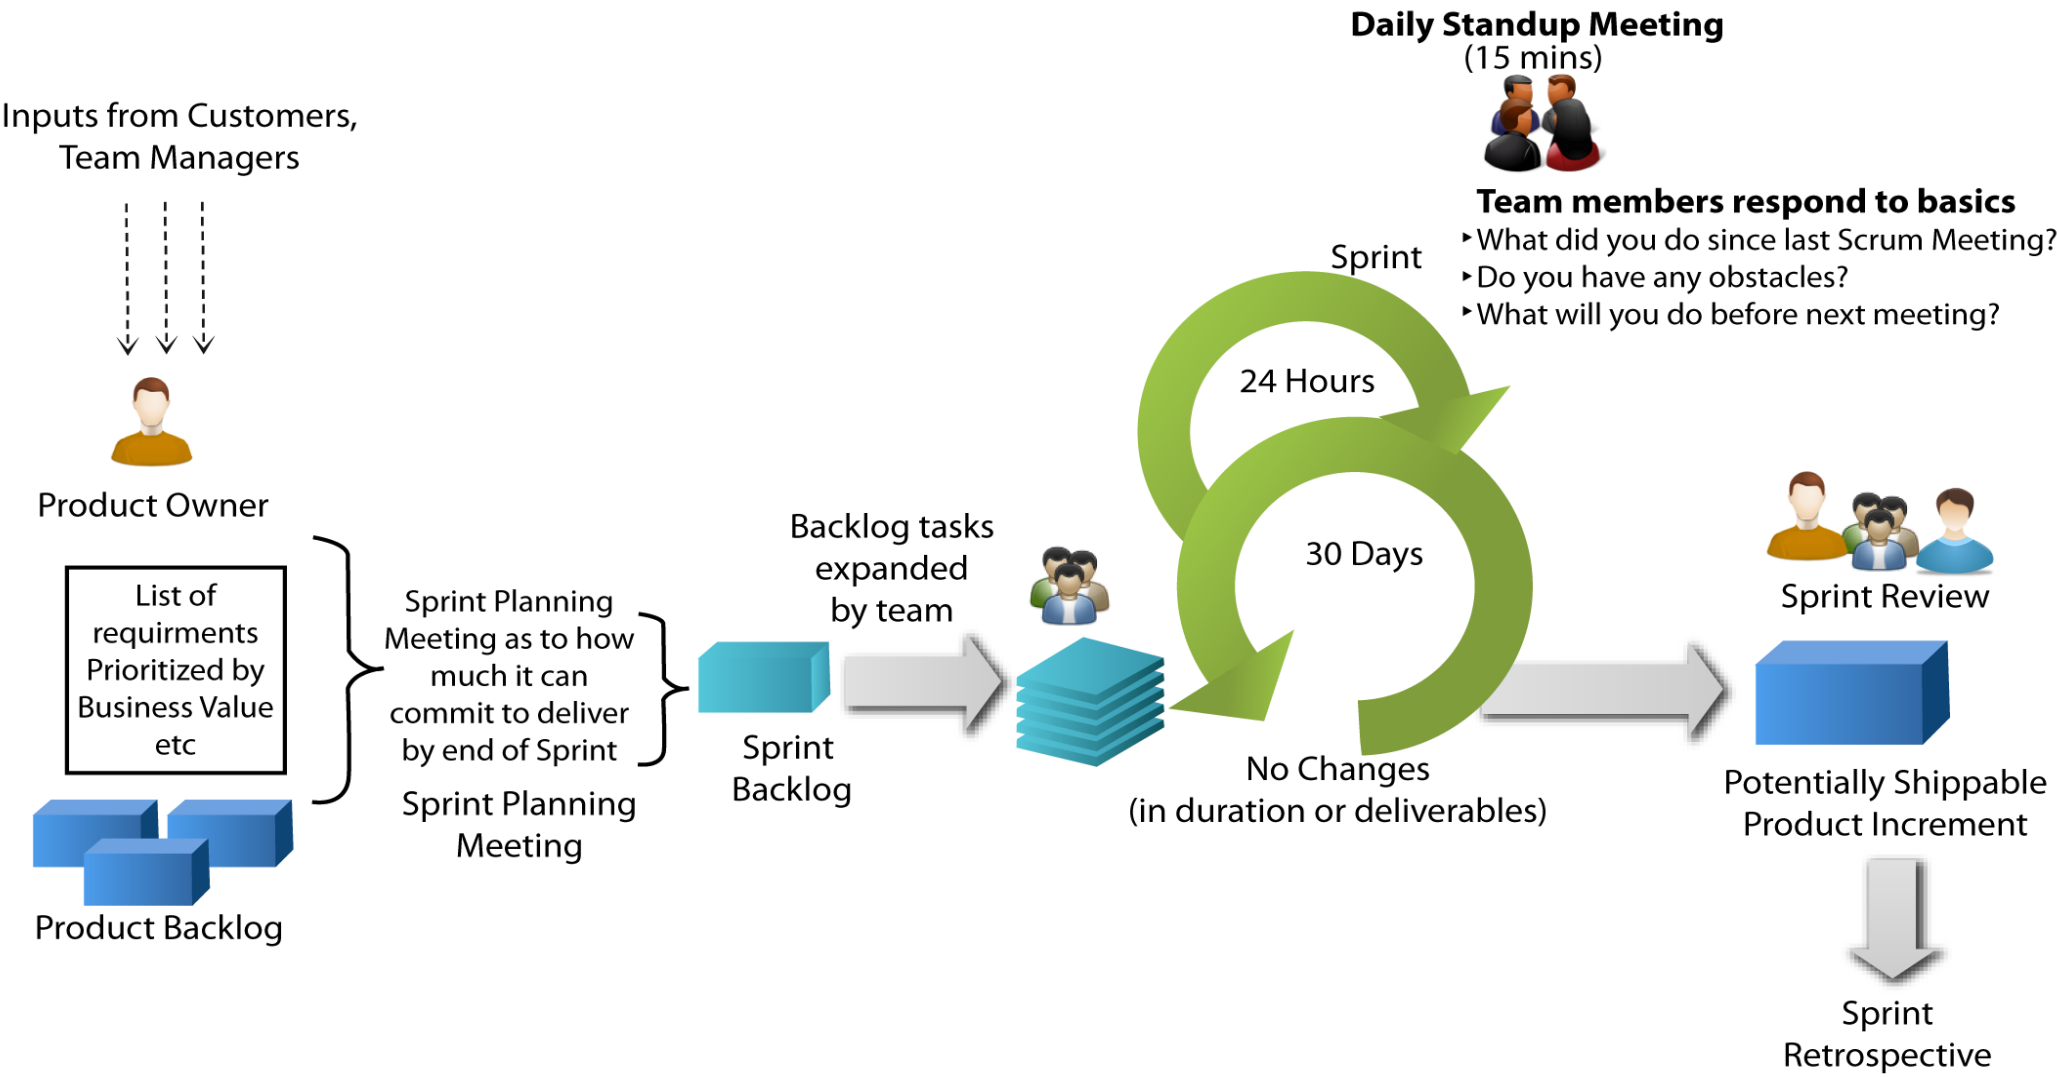 Daily Standup Meeting
(15 mins)
Team members respond to basics
‣What did you do since last Scrum Meeting?
‣Do you have any obstacles?
‣What will you do before next meeting?
Inputs from Customers,
Team Managers
Product Owner
List of
requirments
Prioritized by
Business Value
etc
Product Backlog
Sprint Planning
Meeting as to how
much it can
commit to deliver
by end of Sprint
Sprint Planning
Meeting
Sprint
Backlog
Backlog tasks
expanded
by team
Sprint
24 Hours
30 Days
No Changes
(in duration or deliverables)
Sprint Review
Potentially Shippable
Product Increment
Sprint
Retrospective